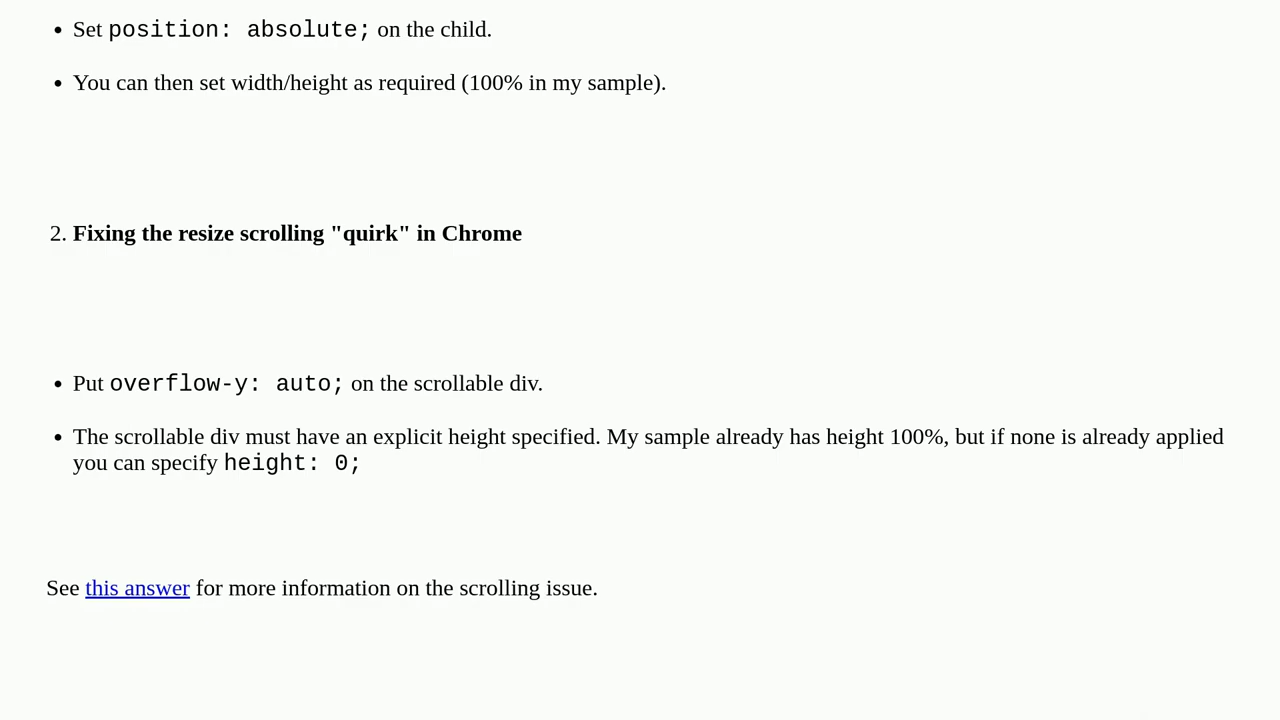 • Set position: absolute; on the child.
• You can then set width/height as required (100% in my sample).
2. Fixing the resize scrolling "quirk" in Chrome
• Put overflow-y: auto; on the scrollable div.
• The scrollable div must have an explicit height specified. My sample already has height 100%, but if none is already applied
you can specify height: 0;
See this answer for more information on the scrolling issue.